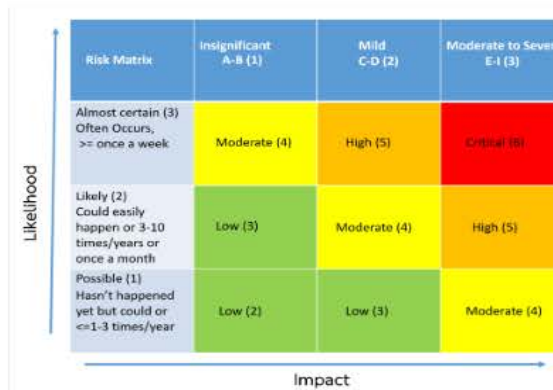 Risk Matrix
Insignificant
A-B (1)
Mild
C-D (2)
Moderate to Sever
E-I (3)
Almost certain (3)
Often Occurs,
>= once a week
Moderate (4)
High (5)
Critical (6)
Likely (2)
Could easily
happen or 3-10
times/years or
once a month
Low (3)
Moderate (4)
High (5)
Possible (1)
Hasn't happened
yet but could or
<=1-3 times/year
Low (2)
Low (3)
Moderate (4)
Likelihood
Impact